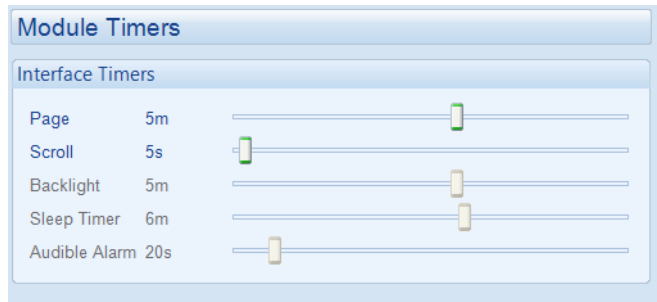 Module Timers
Interface Timers
Page 5m
Scroll 5s
Backlight 5m
Sleep Timer 6m
Audible Alarm 20s